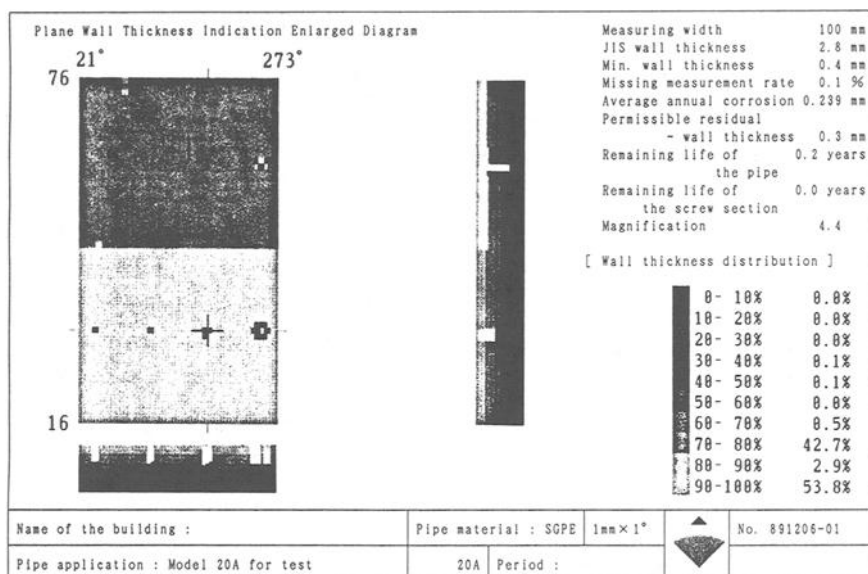 Plane Wall Thickness Indication Enlarged Diagram
21° 273°
76
16
Measuring width 100 mm
JIS wall thickness 2.8 mm
Min. wall thickness 0.4 mm
Missing measurement rate 0.1 %
Average annual corrosion 0.239 mm
Permissible residual
- wall thickness 0.3 mm
Remaining life of 0.2 years
the pipe
Remaining life of 0.0 years
the screw section
Magnification 4.4
[ Wall thickness distribution ]
0- 10% 0.0%
10- 20% 0.0%
20- 30% 0.0%
30- 40% 0.1%
40- 50% 0.1%
50- 60% 0.0%
60- 70% 0.5%
70- 80% 42.7%
80- 90% 2.9%
90-100% 53.8%
Name of the building : Pipe material : SGPE 1mm×1° No. 891206-01
Pipe application : Model 20A for test 20A Period :